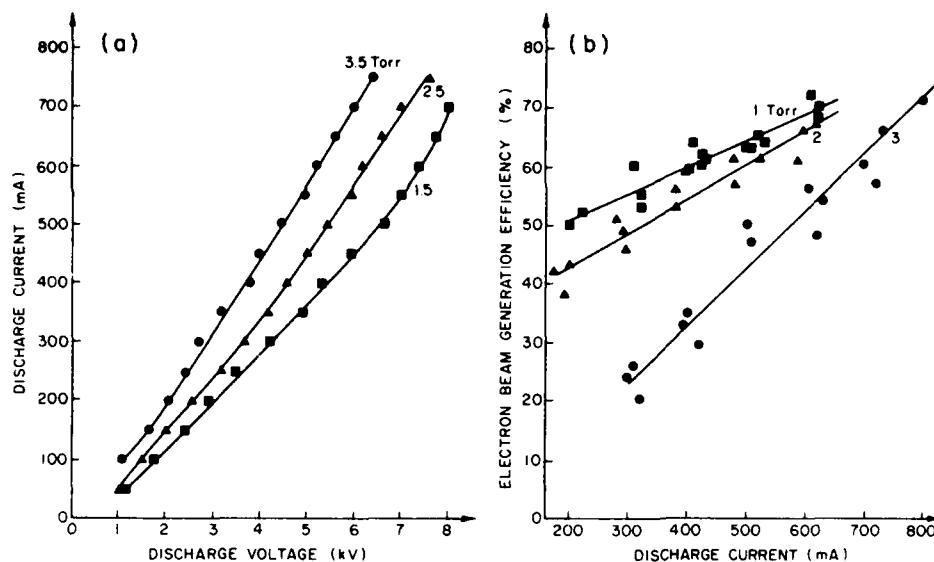 (a)
DISCHARGE CURRENT (mA)
800
700
600
500
400
300
200
100
0
3.5 Torr
2.5
1.5
0 1 2 3 4 5 6 7 8
DISCHARGE VOLTAGE (kV)
(b)
ELECTRON BEAM GENERATION EFFICIENCY (%)
80
70
60
50
40
30
20
10
0
1 Torr
2
3
200 300 400 500 600 700 800
DISCHARGE CURRENT (mA)